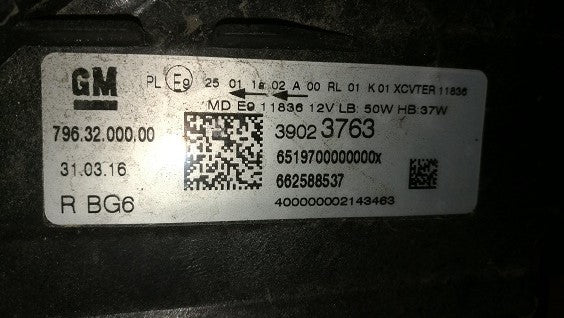 GM
PL E9 25 01 1a 02 A 00 RL 01 K 01 XCVTER 11836
MD E9 11836 12V LB: 50W HB:37W
796.32.000.00
31.03.16
R BG6
3902 3763
6519700000000x
662588537
400000002143463